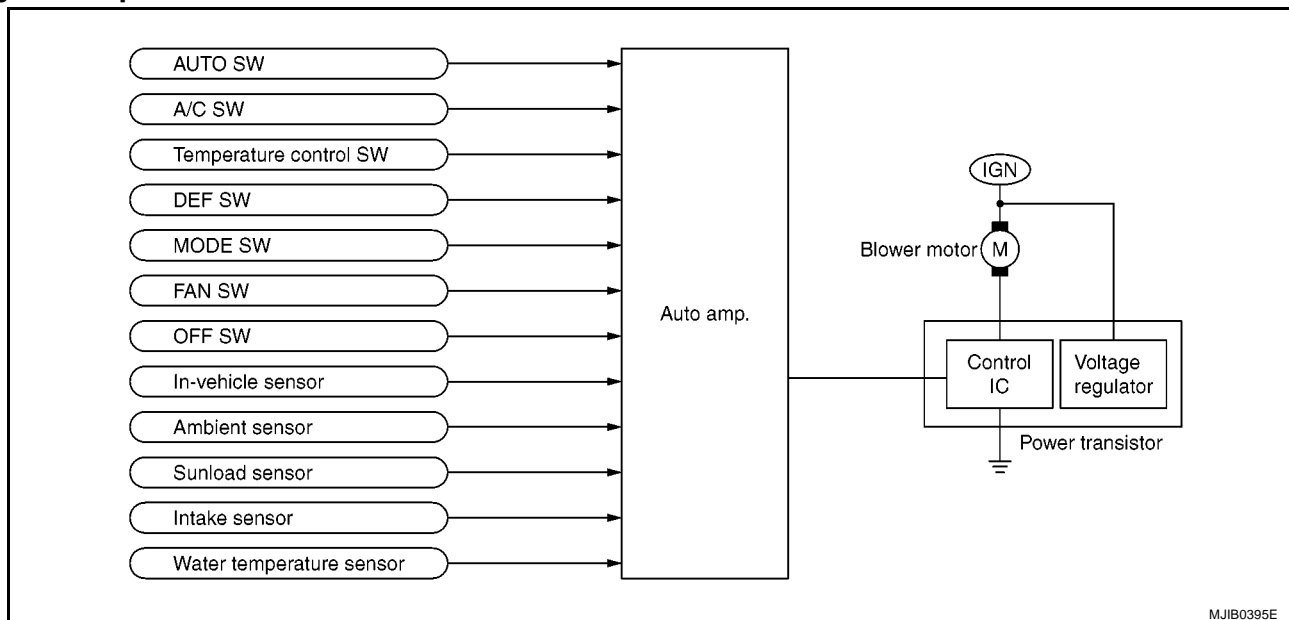 AUTO SW
A/C SW
Temperature control SW
DEF SW
MODE SW
FAN SW
OFF SW
In-vehicle sensor
Ambient sensor
Sunload sensor
Intake sensor
Water temperature sensor
Auto amp.
IGN
Blower motor
M
Control
IC
Voltage
regulator
Power transistor
MJIB0395E